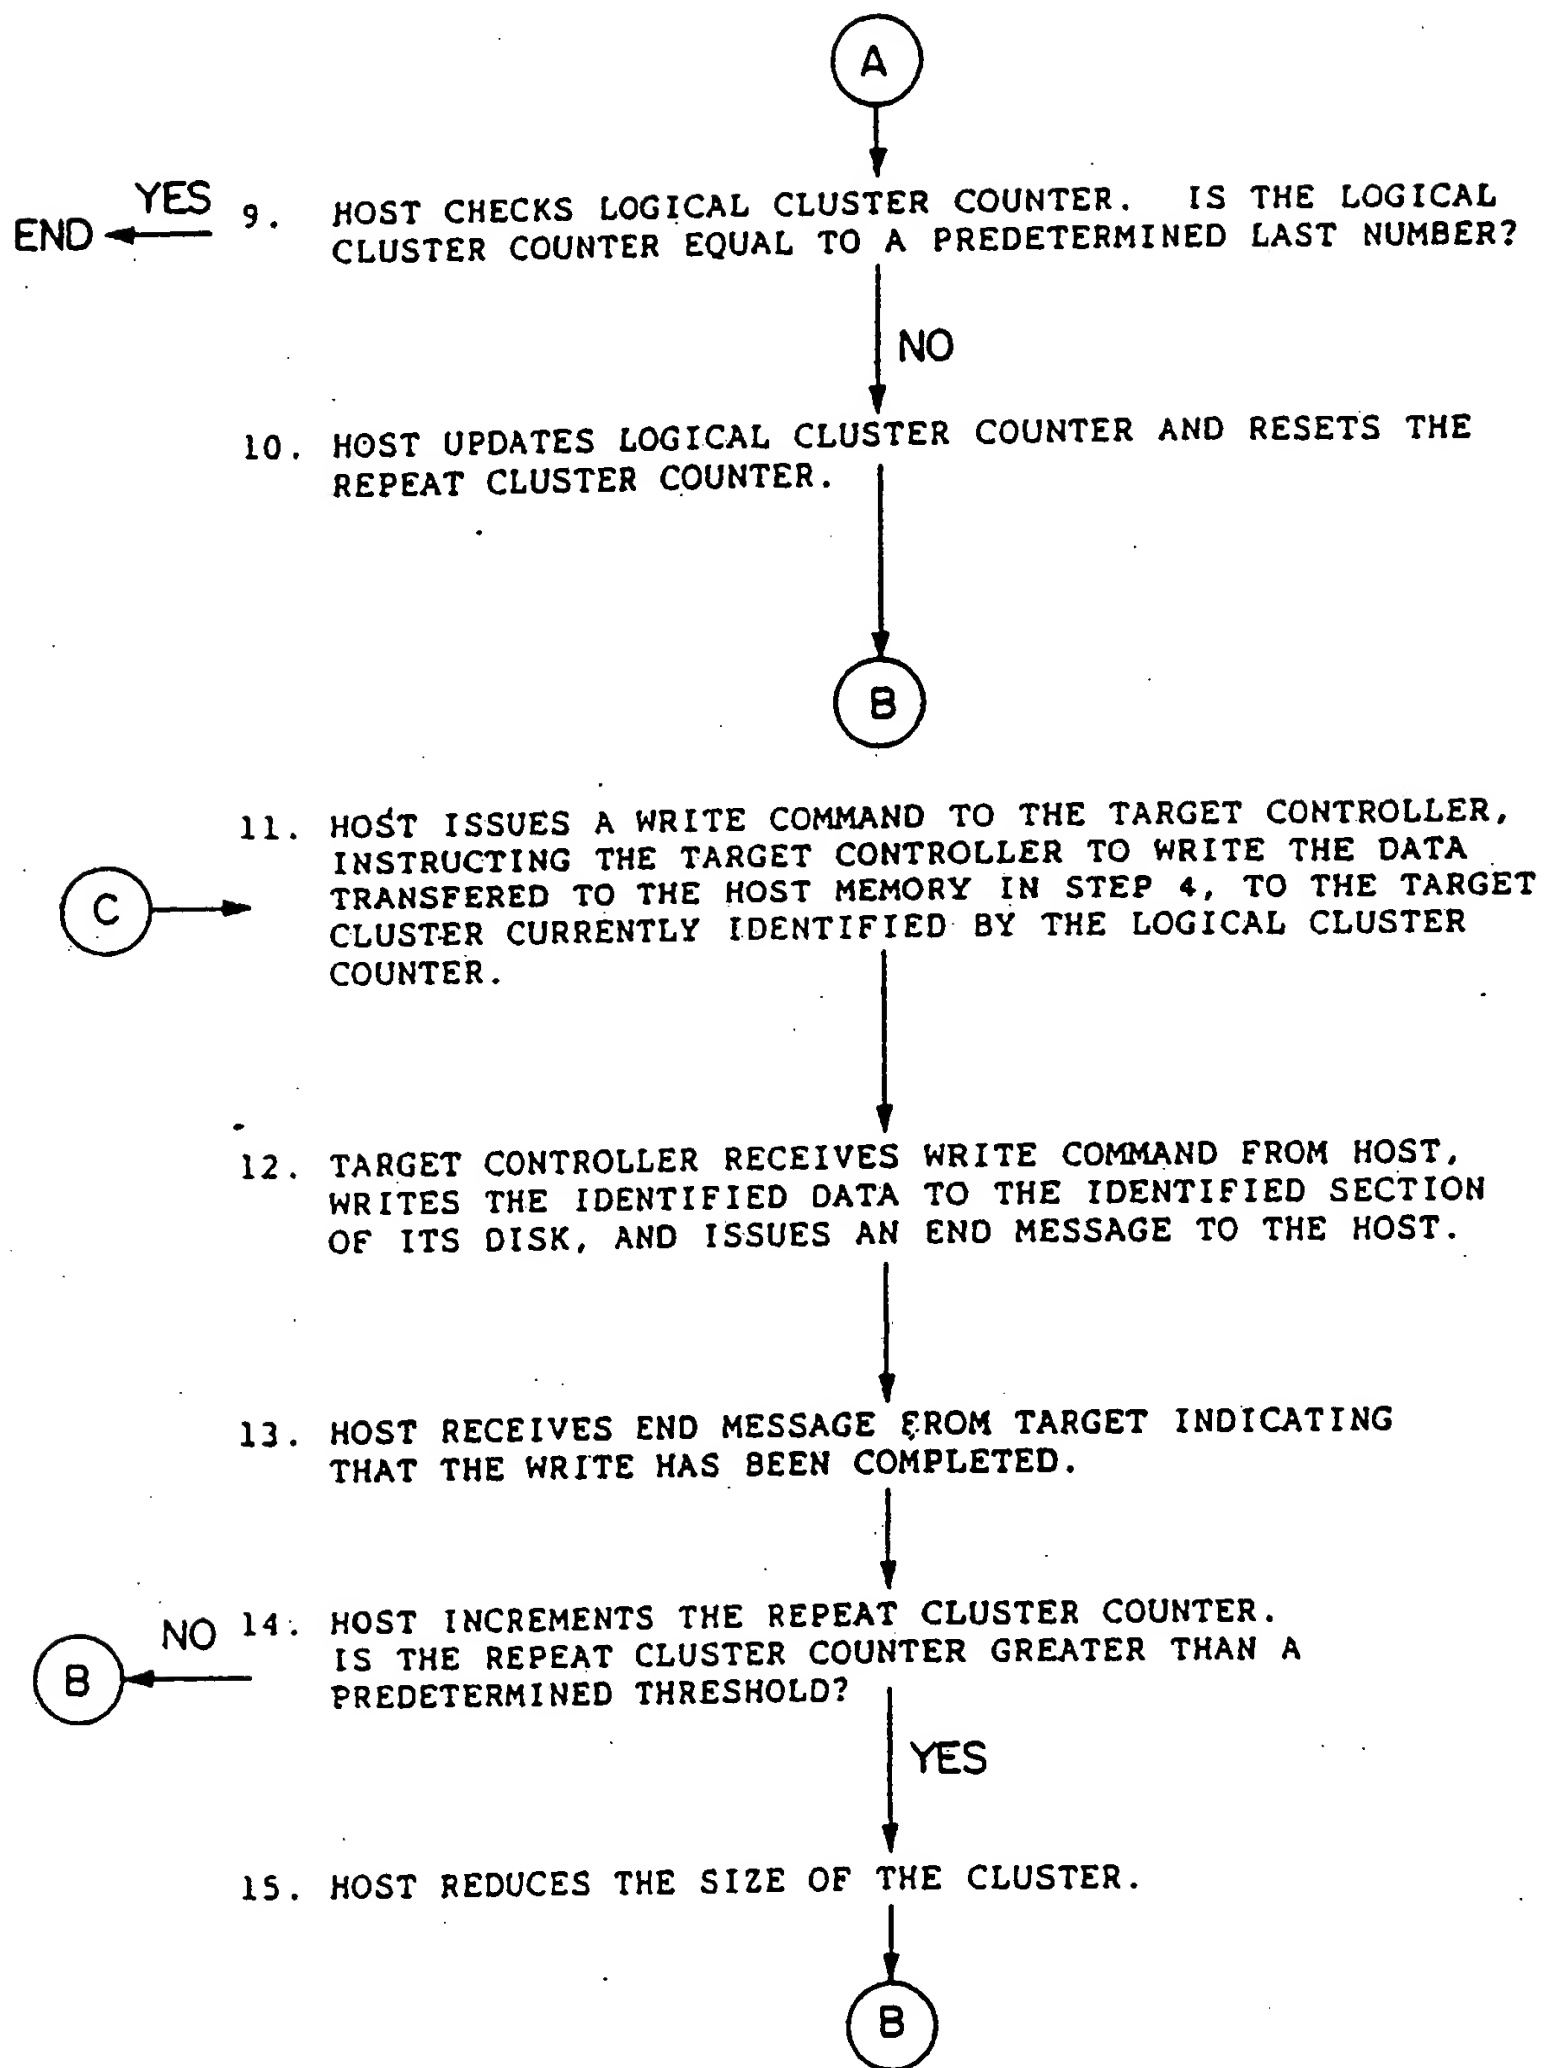 A
YES
END
9. HOST CHECKS LOGICAL CLUSTER COUNTER. IS THE LOGICAL
CLUSTER COUNTER EQUAL TO A PREDETERMINED LAST NUMBER?
NO
10. HOST UPDATES LOGICAL CLUSTER COUNTER AND RESETS THE
REPEAT CLUSTER COUNTER.
B
C
11. HOST ISSUES A WRITE COMMAND TO THE TARGET CONTROLLER,
INSTRUCTING THE TARGET CONTROLLER TO WRITE THE DATA
TRANSFERED TO THE HOST MEMORY IN STEP 4, TO THE TARGET
CLUSTER CURRENTLY IDENTIFIED BY THE LOGICAL CLUSTER
COUNTER.
12. TARGET CONTROLLER RECEIVES WRITE COMMAND FROM HOST,
WRITES THE IDENTIFIED DATA TO THE IDENTIFIED SECTION
OF ITS DISK, AND ISSUES AN END MESSAGE TO THE HOST.
13. HOST RECEIVES END MESSAGE FROM TARGET INDICATING
THAT THE WRITE HAS BEEN COMPLETED.
B
NO
14. HOST INCREMENTS THE REPEAT CLUSTER COUNTER.
IS THE REPEAT CLUSTER COUNTER GREATER THAN A
PREDETERMINED THRESHOLD?
YES
15. HOST REDUCES THE SIZE OF THE CLUSTER.
B